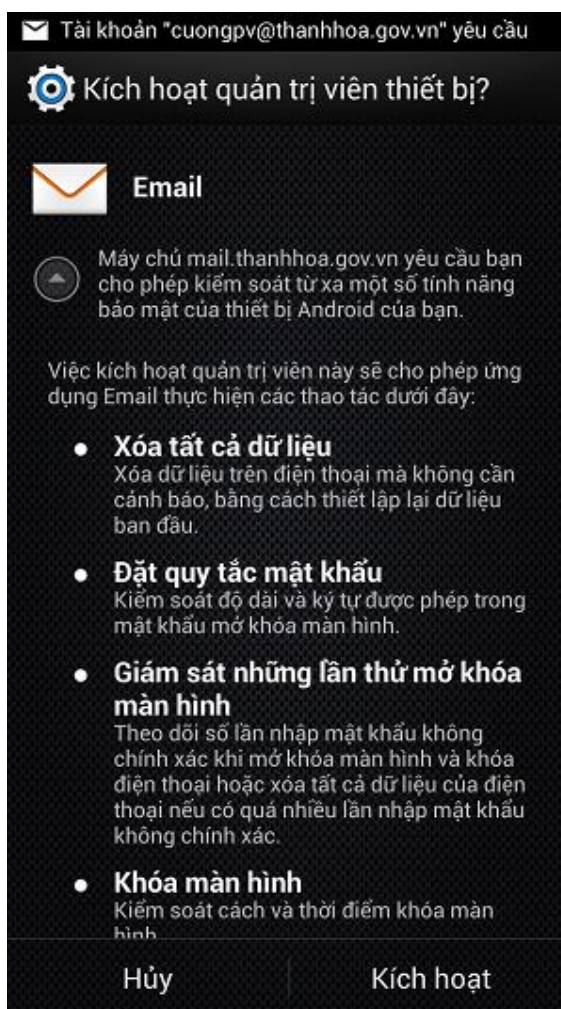 Tài khoản "cuongpv@thanhhoa.gov.vn" yêu cầu
Kích hoạt quản trị viên thiết bị?
Email
Máy chủ mail.thanhhoa.gov.vn yêu cầu bạn
cho phép kiểm soát từ xa một số tính năng
bảo mật của thiết bị Android của bạn.
Việc kích hoạt quản trị viên này sẽ cho phép ứng
dụng Email thực hiện các thao tác dưới đây:
• Xóa tất cả dữ liệu
Xóa dữ liệu trên điện thoại mà không cần
cảnh báo, bằng cách thiết lập lại dữ liệu
ban đầu.
• Đặt quy tắc mật khẩu
Kiểm soát độ dài và ký tự được phép trong
mật khẩu mở khóa màn hình.
• Giám sát những lần thử mở khóa
màn hình
Theo dõi số lần nhập mật khẩu không
chính xác khi mở khóa màn hình và khóa
điện thoại hoặc xóa tất cả dữ liệu của điện
thoại nếu có quá nhiều lần nhập mật khẩu
không chính xác.
• Khóa màn hình
Kiểm soát cách và thời điểm khóa màn
hình
Hủy
Kích hoạt